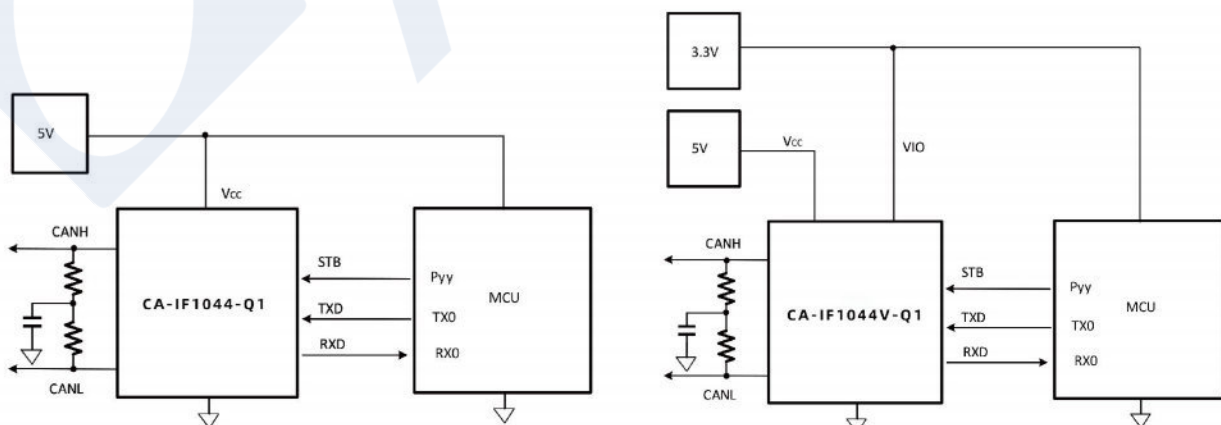 5V
Vcc
CANH
STB
Pyy
CA-IF1044-Q1
MCU
TXD
TX0
RXD
RX0
CANL
3.3V
5V
Vcc
VIO
CANH
STB
Pyy
CA-IF1044V-Q1
MCU
TXD
TX0
RXD
RX0
CANL